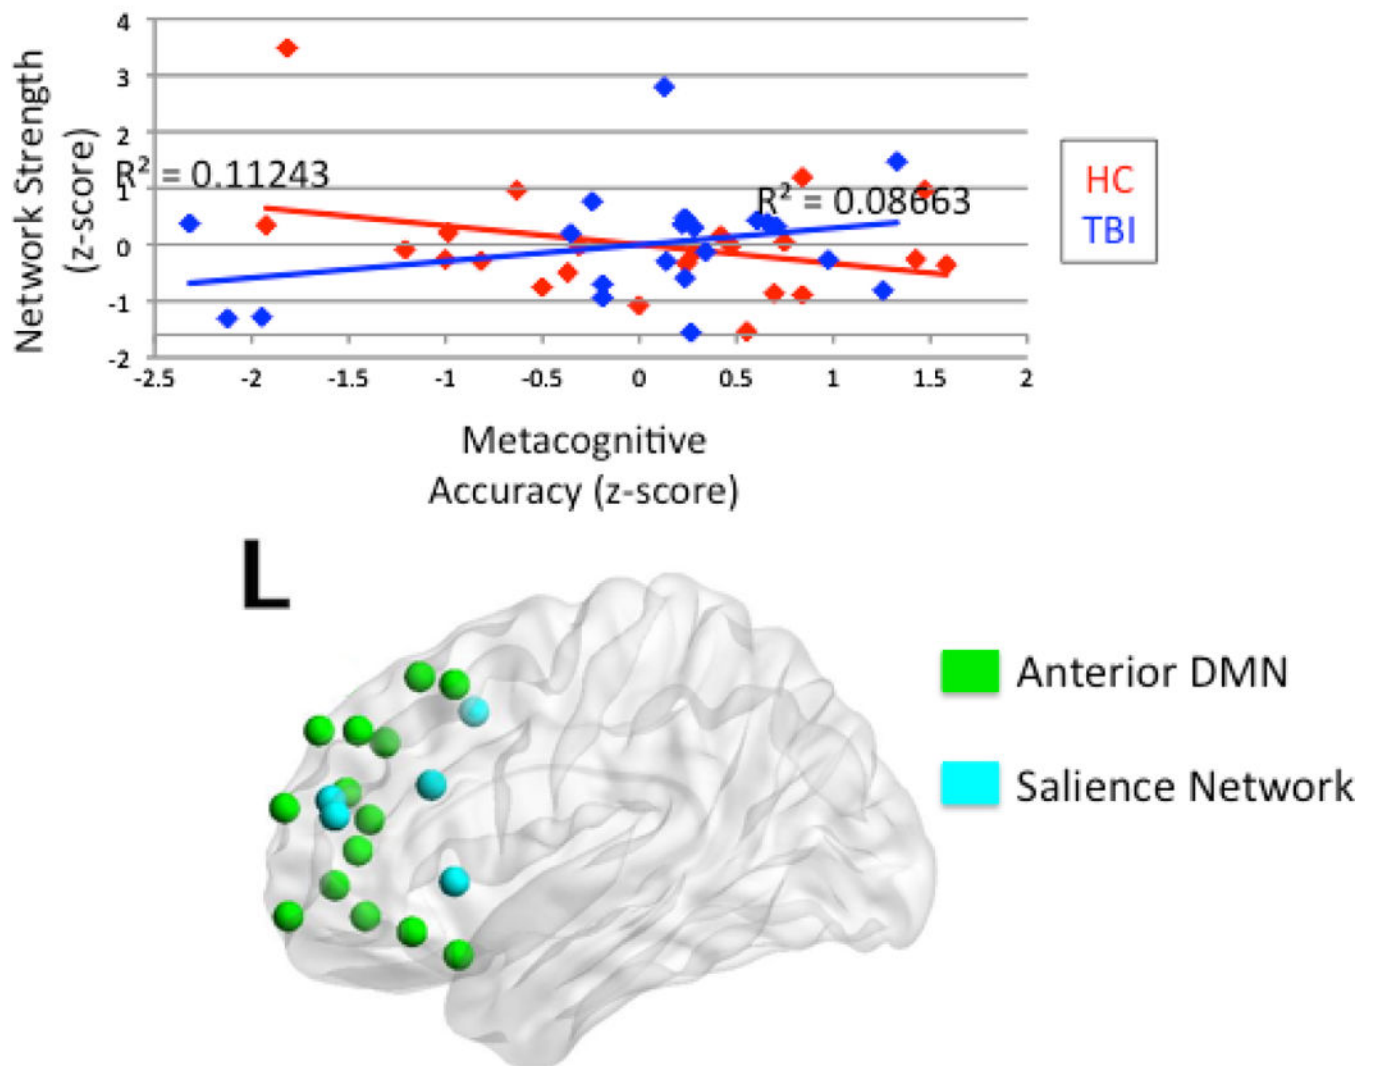 4
3
2
1
0
-1
-2
Network Strength
(z-score)
R² = 0.11243
R² = 0.08663
HC
TBI
-2.5 -2 -1.5 -1 -0.5 0 0.5 1 1.5 2
Metacognitive
Accuracy (z-score)
L
Anterior DMN
Salience Network